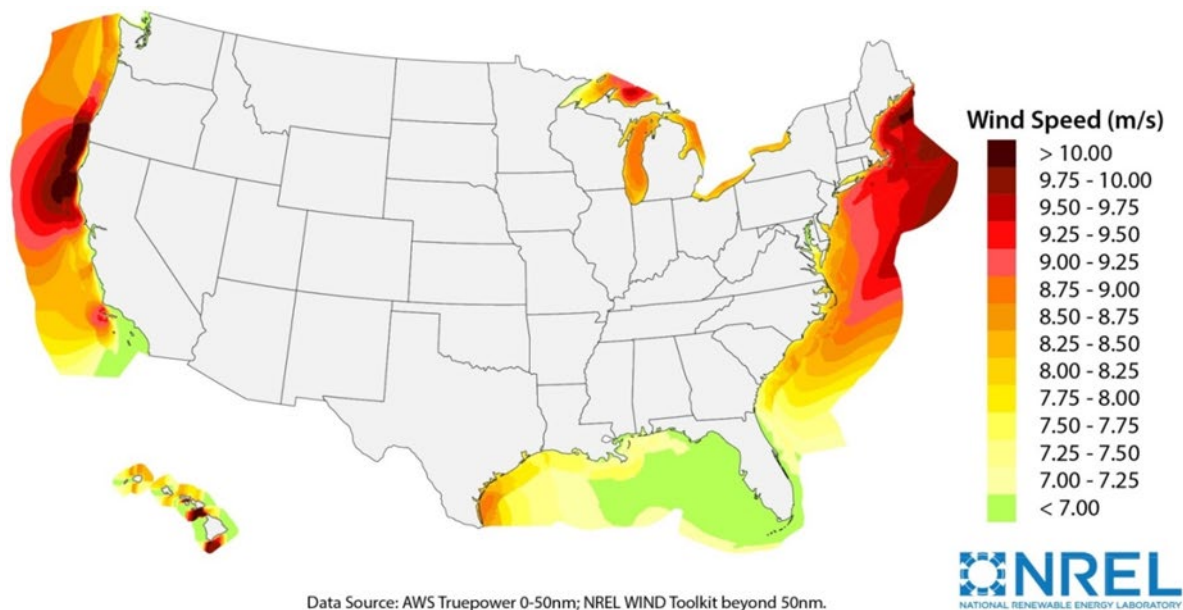 Wind Speed (m/s)
> 10.00
9.75 - 10.00
9.50 - 9.75
9.25 - 9.50
9.00 - 9.25
8.75 - 9.00
8.50 - 8.75
8.25 - 8.50
8.00 - 8.25
7.75 - 8.00
7.50 - 7.75
7.25 - 7.50
7.00 - 7.25
< 7.00
NREL
NATIONAL RENEWABLE ENERGY LABORATORY
Data Source: AWS Truepower 0-50nm; NREL WIND Toolkit beyond 50nm.